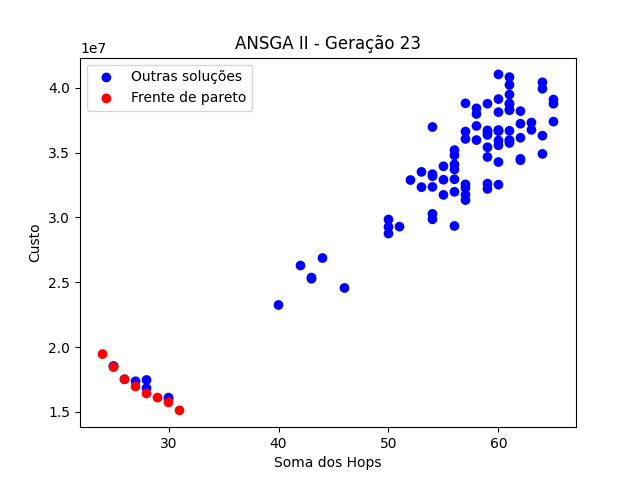 ANSGA II - Geração 23
1e7
Outras soluções
Frente de pareto
4.0
3.5
3.0
2.5
2.0
1.5
Custo
30
40
50
60
Soma dos Hops